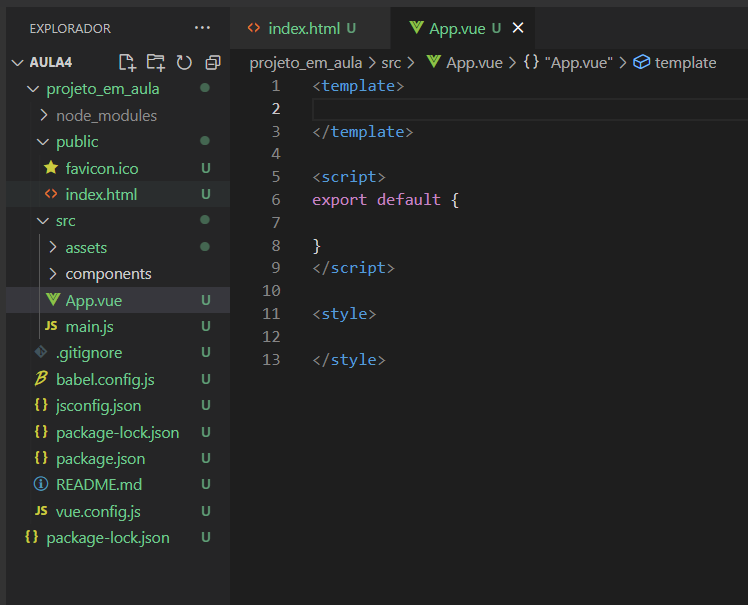 EXPLORADOR ...
AULA4
projeto_em_aula
node_modules
public
favicon.ico U
index.html U
src
assets
components
App.vue U
JS main.js U
.gitignore U
babel.config.js U
{} jsconfig.json U
{} package-lock.json U
{} package.json U
README.md U
JS vue.config.js U
{} package-lock.json U
<> index.html U
App.vue U ×
projeto_em_aula > src > App.vue > {} "App.vue" > template
1 <template>
2
3 </template>
4
5 <script>
6 export default {
7
8 }
9 </script>
10
11 <style>
12
13 </style>